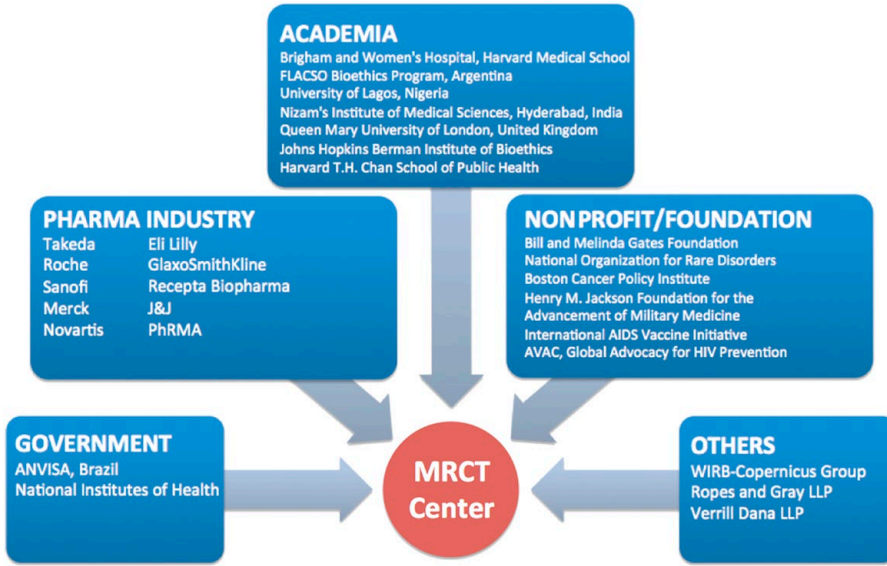 ACADEMIA
Brigham and Women's Hospital, Harvard Medical School
FLACSO Bioethics Program, Argentina
University of Lagos, Nigeria
Nizam's Institute of Medical Sciences, Hyderabad, India
Queen Mary University of London, United Kingdom
Johns Hopkins Berman Institute of Bioethics
Harvard T.H. Chan School of Public Health
PHARMA INDUSTRY
Takeda Eli Lilly
Roche GlaxoSmithKline
Sanofi Recepta Biopharma
Merck J&J
Novartis PhRMA
NONPROFIT/FOUNDATION
Bill and Melinda Gates Foundation
National Organization for Rare Disorders
Boston Cancer Policy Institute
Henry M. Jackson Foundation for the
Advancement of Military Medicine
International AIDS Vaccine Initiative
AVAC, Global Advocacy for HIV Prevention
GOVERNMENT
ANVISA, Brazil
National Institutes of Health
MRCT
Center
OTHERS
WIRB-Copernicus Group
Ropes and Gray LLP
Verrill Dana LLP